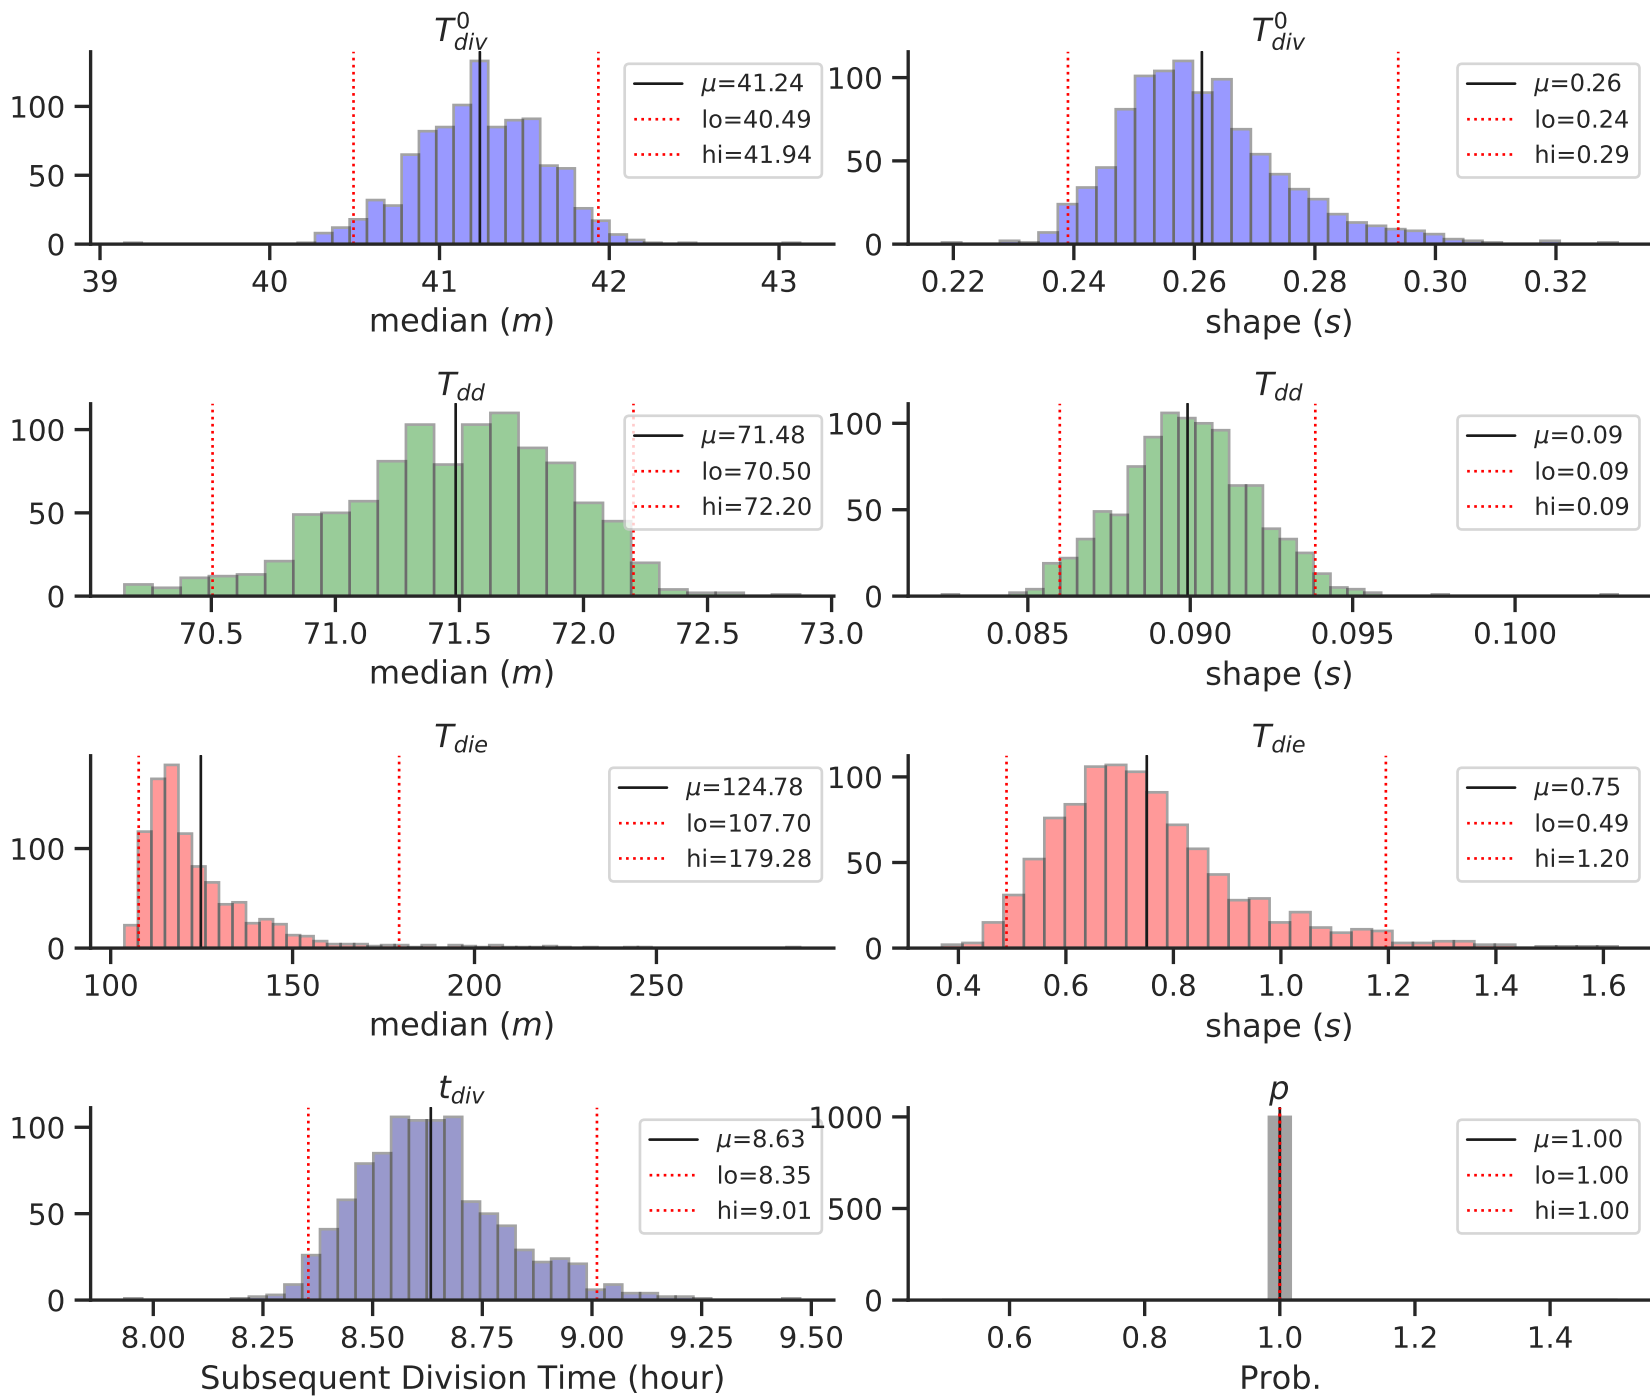 T⁰div
100
50
0
39 40 41 42 43
median (m)
μ=41.24
lo=40.49
hi=41.94
T⁰div
100
50
0
0.22 0.24 0.26 0.28 0.30 0.32
shape (s)
μ=0.26
lo=0.24
hi=0.29
Tdd
100
50
0
70.5 71.0 71.5 72.0 72.5 73.0
median (m)
μ=71.48
lo=70.50
hi=72.20
Tdd
100
50
0
0.085 0.090 0.095 0.100
shape (s)
μ=0.09
lo=0.09
hi=0.09
Tdie
100
0
100 150 200 250
median (m)
μ=124.78
lo=107.70
hi=179.28
Tdie
100
50
0
0.4 0.6 0.8 1.0 1.2 1.4 1.6
shape (s)
μ=0.75
lo=0.49
hi=1.20
tdiv
100
50
0
8.00 8.25 8.50 8.75 9.00 9.25 9.50
Subsequent Division Time (hour)
μ=8.63
lo=8.35
hi=9.01
p
1000
500
0
0.6 0.8 1.0 1.2 1.4
Prob.
μ=1.00
lo=1.00
hi=1.00